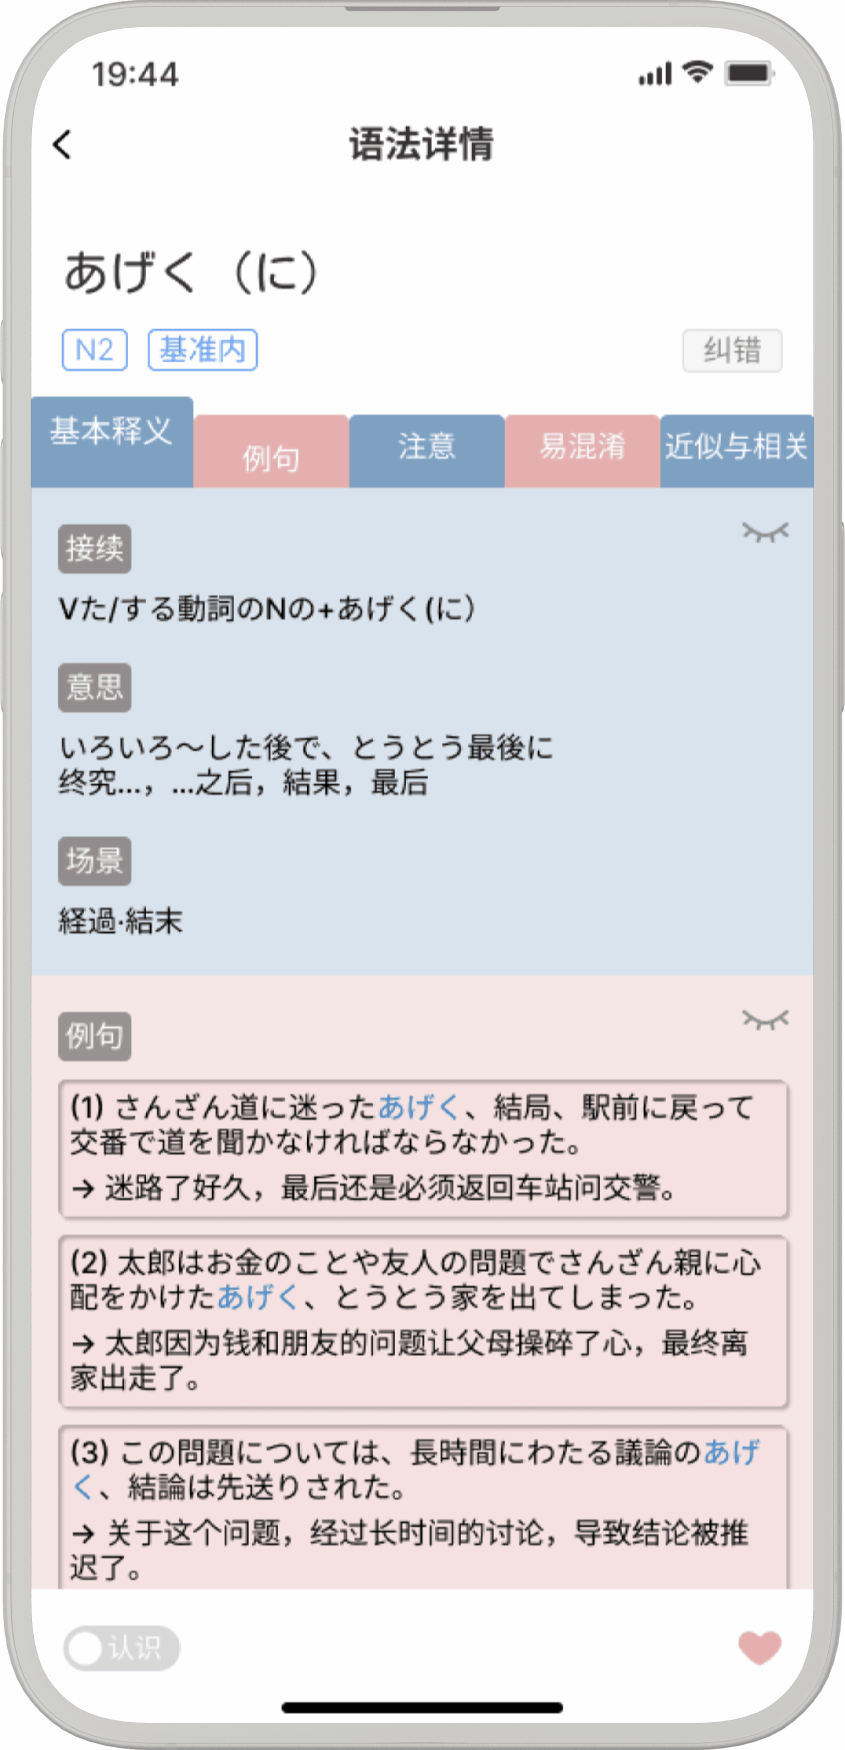 19:44
语法详情
あげく（に）
N2 基准内 纠错
基本释义 例句 注意 易混淆 近似与相关
接续
Vた/する動詞のNの+あげく(に）
意思
いろいろ～した後で、とうとう最後に
终究...，...之后，結果，最后
场景
経過·結末
例句
(1) さんざん道に迷ったあげく、結局、駅前に戻って
交番で道を聞かなければならなかった。
→ 迷路了好久，最后还是必须返回车站问交警。
(2) 太郎はお金のことや友人の問題でさんざん親に心
配をかけたあげく、とうとう家を出てしまった。
→ 太郎因为钱和朋友的问题让父母操碎了心，最终离
家出走了。
(3) この問題については、長時間にわたる議論のあげ
く、結論は先送りされた。
→ 关于这个问题，经过长时间的讨论，导致结论被推
迟了。
认识